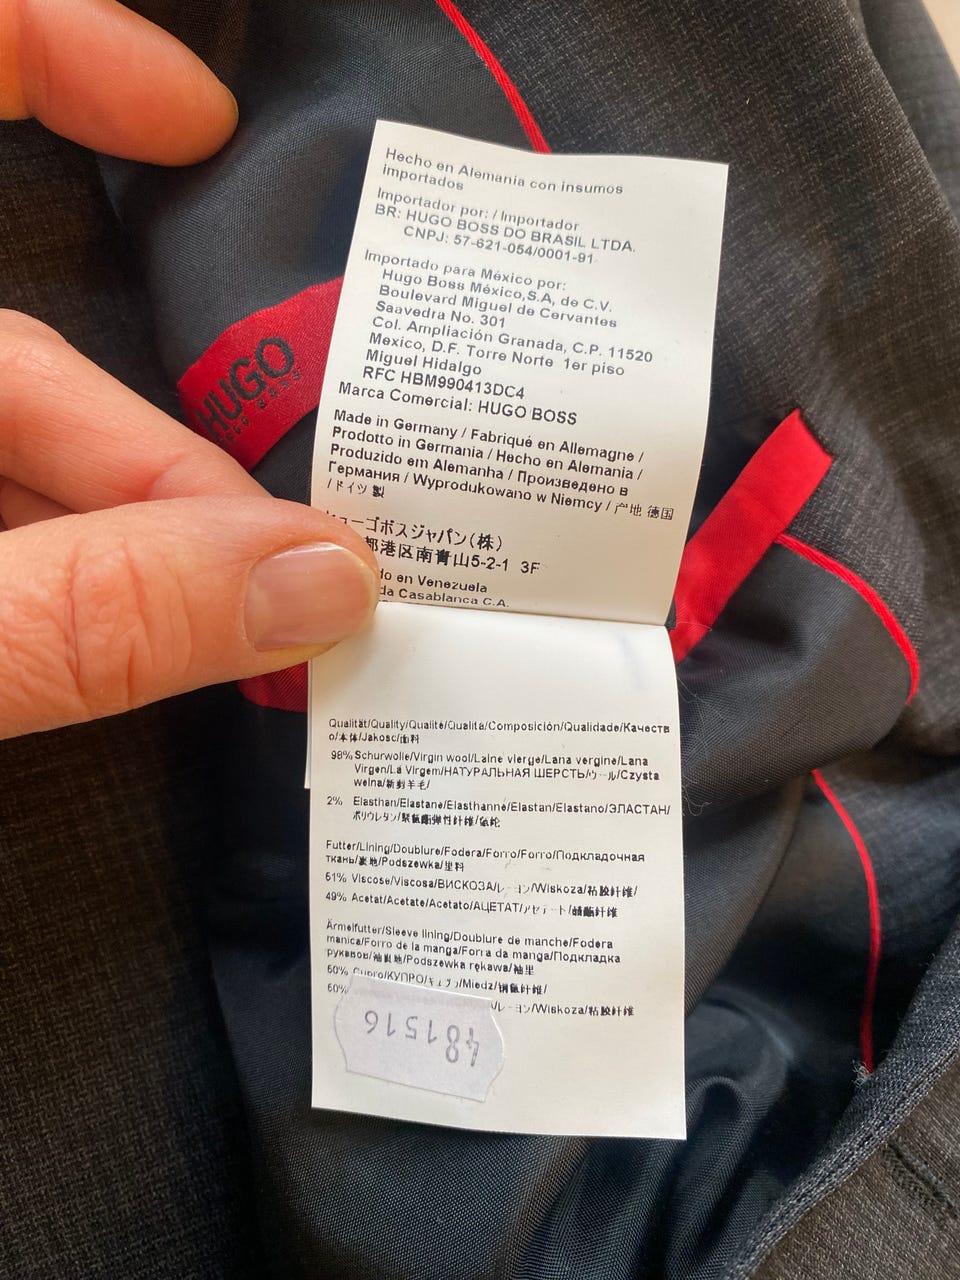 Hecho en Alemania con insumos
importados
Importador por: / Importador
BR: HUGO BOSS DO BRASIL LTDA.
CNPJ: 57-621-054/0001-91
Importado para México por:
Hugo Boss México,S.A, de C.V.
Boulevard Miguel de Cervantes
Saavedra No. 301
Col. Ampliación Granada, C.P. 11520
Mexico, D.F. Torre Norte 1er piso
Miguel Hidalgo
RFC HBM990413DC4
Marca Comercial: HUGO BOSS
Made in Germany / Fabriqué en Allemagne /
Prodotto in Germania / Hecho en Alemania /
Produzido em Alemanha / Произведено в
Германия / Wyprodukowano w Niemcy / 产地 德国
/ドイツ 製
ヒューゴボスジャパン(株)
都港区南青山5-2-1 3F
do en Venezuela
da Casablanca C.A.
HUGO
HUGO BOSS
Qualität/Quality/Qualité/Qualità/Composición/Qualidade/Качеств
о/本体/Jakosc/面料
98% Schurwolle/Virgin wool/Laine vierge/Lana vergine/Lana
Virgen/Lã Virgem/НАТУРАЛЬНАЯ ШЕРСТЬ/ウール/Czysta
welna/新剪羊毛/
2% Elasthan/Elastane/Elasthanne/Elastan/Elastano/ЭЛАСТАН/
ポリウレタン/聚氨酯弹性纤维/氨纶
Futter/Lining/Doublure/Fodera/Forro/Forro/Подкладочная
ткань/裏地/Podszewka/里料
51% Viscose/Viscosa/ВИСКОЗА/レーヨン/Wiskoza/粘胶纤维/
49% Acetat/Acetate/Acetato/АЦЕТАТ/アセテート/醋酯纤维
Ärmelfutter/Sleeve lining/Doublure de manche/Fodera
manica/Forro de la manga/Forra da manga/Подкладка
рукавов/袖裏地/Podszewka rękawa/袖里
50% Cupro/КУПРО/キュプラ/Miedz/铜氨纤维/
50% /レーヨン/Wiskoza/粘胶纤维/
481516